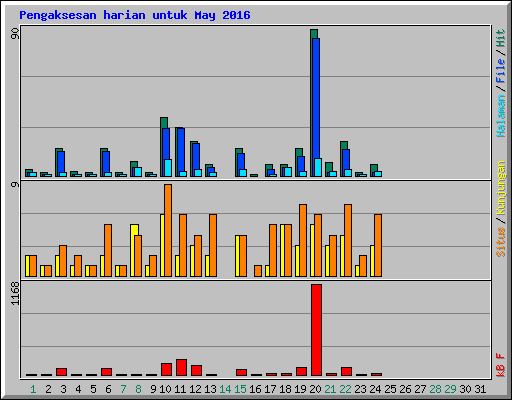 Pengaksesan harian untuk May 2016
90
Halaman / File / Hit
9
Situs / Kunjungan
1168
kB F
1 2 3 4 5 6 7 8 9 10 11 12 13 14 15 16 17 18 19 20 21 22 23 24 25 26 27 28 29 30 31